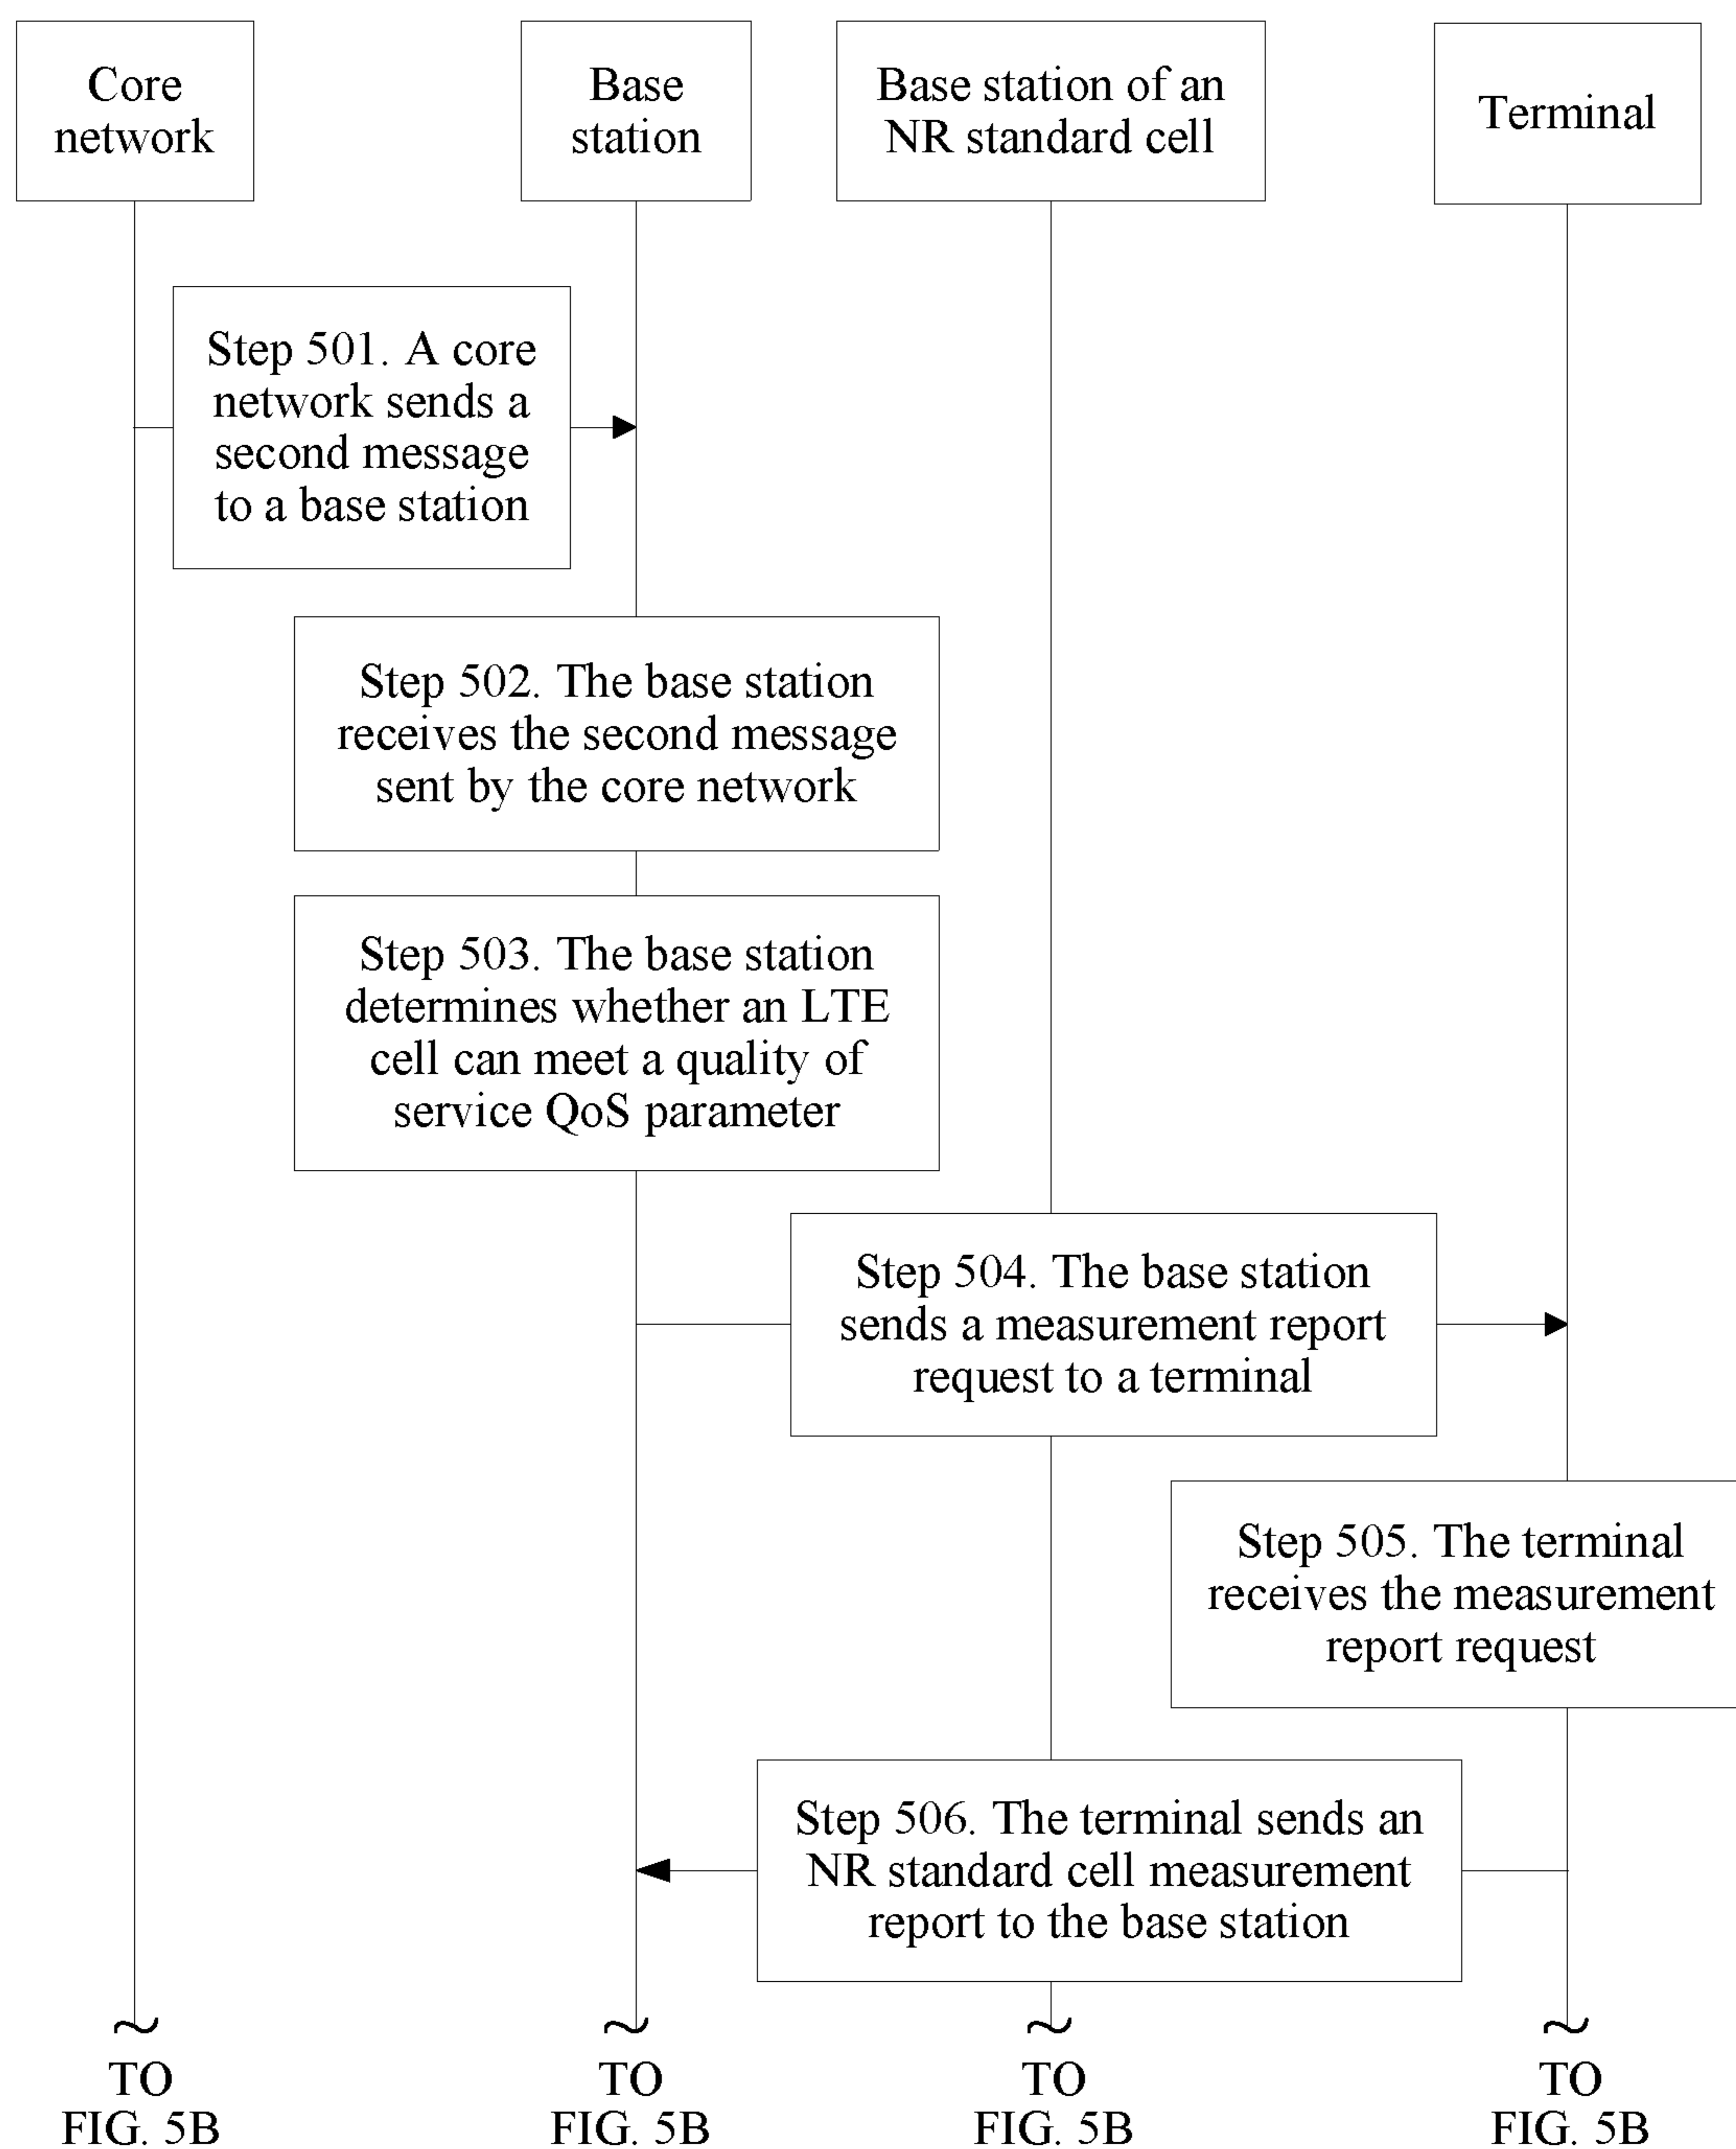 Core
network
Base
station
Base station of an
NR standard cell
Terminal
Step 501. A core
network sends a
second message
to a base station
Step 502. The base station
receives the second message
sent by the core network
Step 503. The base station
determines whether an LTE
cell can meet a quality of
service QoS parameter
Step 504. The base station
sends a measurement report
request to a terminal
Step 505. The terminal
receives the measurement
report request
Step 506. The terminal sends an
NR standard cell measurement
report to the base station
TO
FIG. 5B
TO
FIG. 5B
TO
FIG. 5B
TO
FIG. 5B